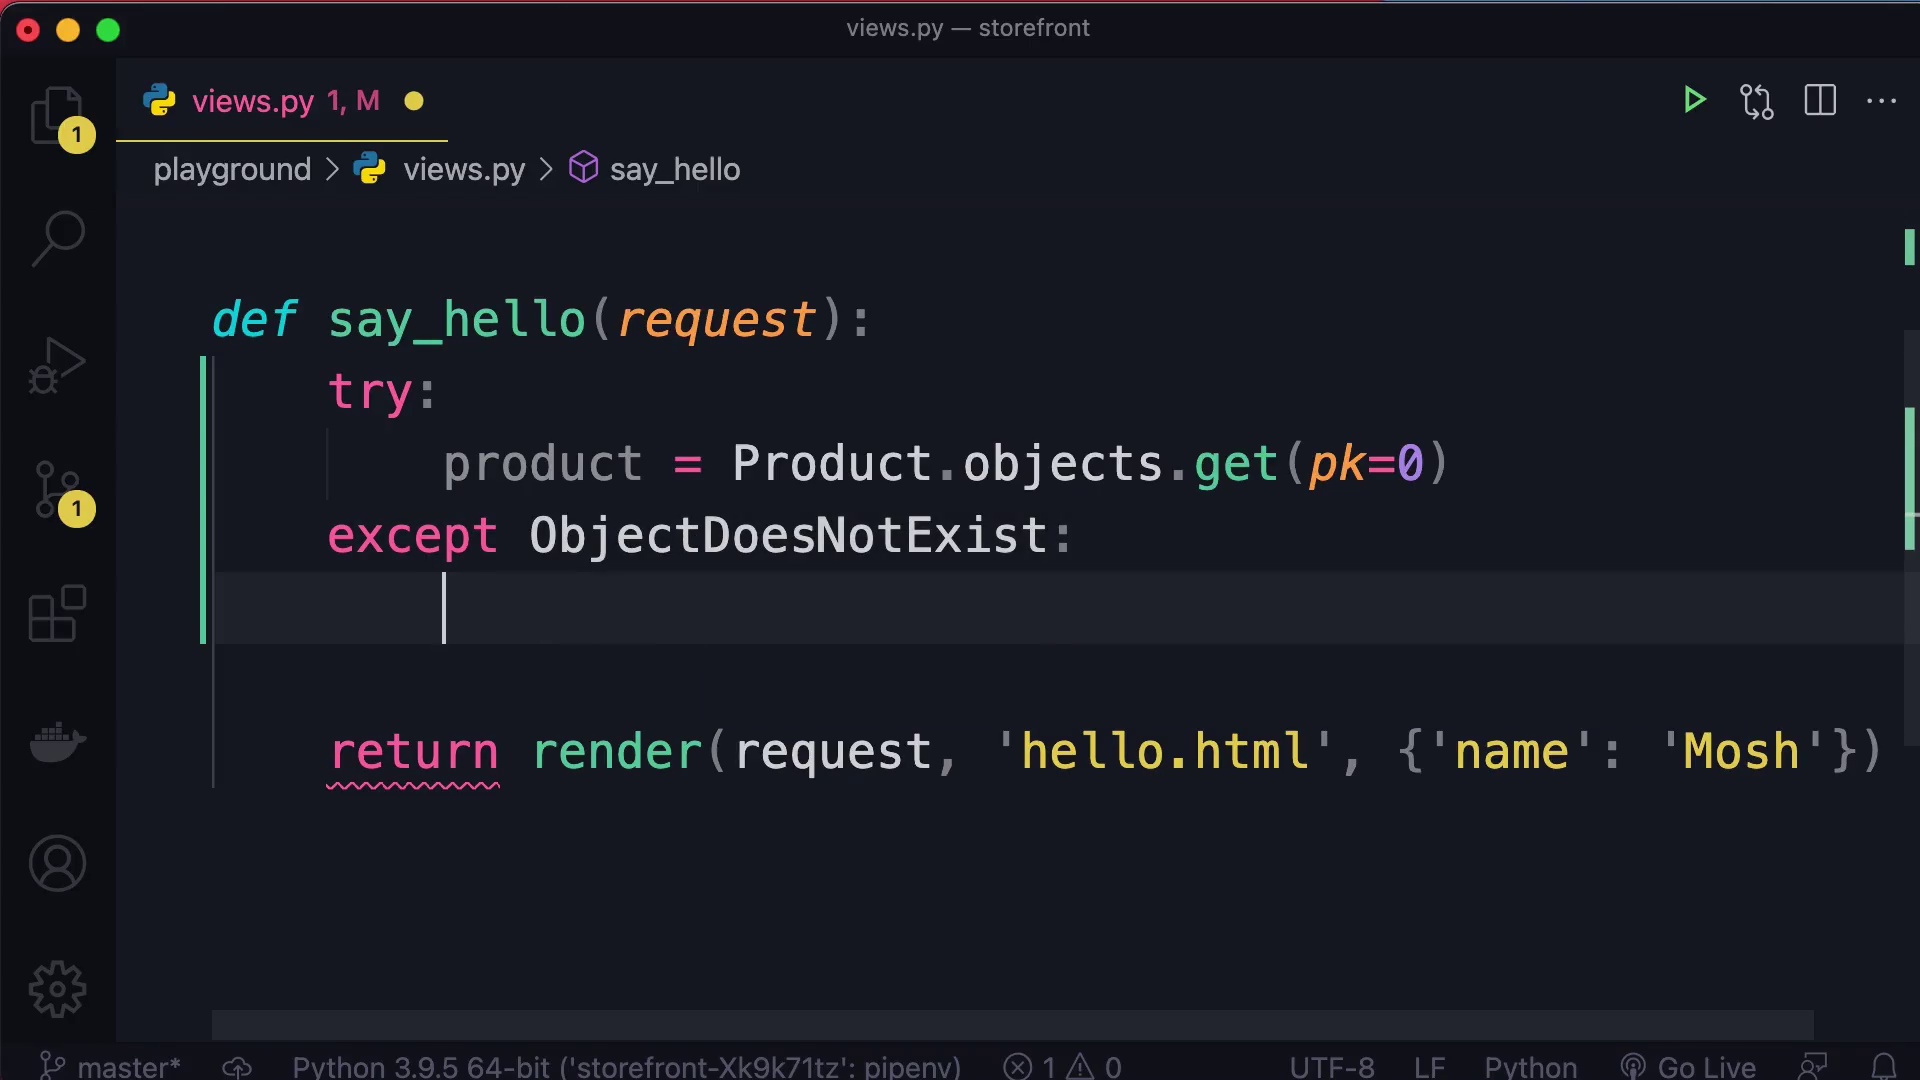 views.py — storefront
views.py 1, M
1
playground > views.py > say_hello
def say_hello(request):
try:
product = Product.objects.get(pk=0)
except ObjectDoesNotExist:
1
return render(request, 'hello.html', {'name': 'Mosh'})
master* Python 3.9.5 64-bit ('storefront-Xk9k71tz': pipenv) 1 0 UTF-8 LF Python Go Live